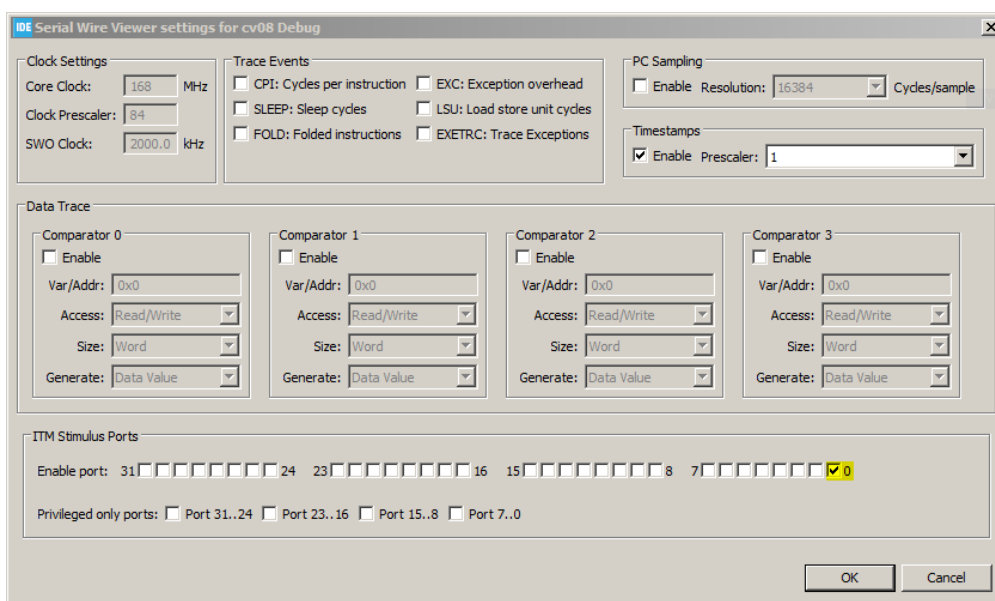 IDE Serial Wire Viewer settings for cv08 Debug
Clock Settings
Core Clock: 168 MHz
Clock Prescaler: 84
SWO Clock: 2000.0 kHz
Trace Events
CPI: Cycles per instruction EXC: Exception overhead
SLEEP: Sleep cycles LSU: Load store unit cycles
FOLD: Folded instructions EXETRC: Trace Exceptions
PC Sampling
Enable Resolution: 16384 Cycles/sample
Timestamps
Enable Prescaler: 1
Data Trace
Comparator 0
Enable
Var/Addr: 0x0
Access: Read/Write
Size: Word
Generate: Data Value
Comparator 1
Enable
Var/Addr: 0x0
Access: Read/Write
Size: Word
Generate: Data Value
Comparator 2
Enable
Var/Addr: 0x0
Access: Read/Write
Size: Word
Generate: Data Value
Comparator 3
Enable
Var/Addr: 0x0
Access: Read/Write
Size: Word
Generate: Data Value
ITM Stimulus Ports
Enable port: 31 24 23 16 15 8 7 0
Privileged only ports: Port 31..24 Port 23..16 Port 15..8 Port 7..0
OK Cancel